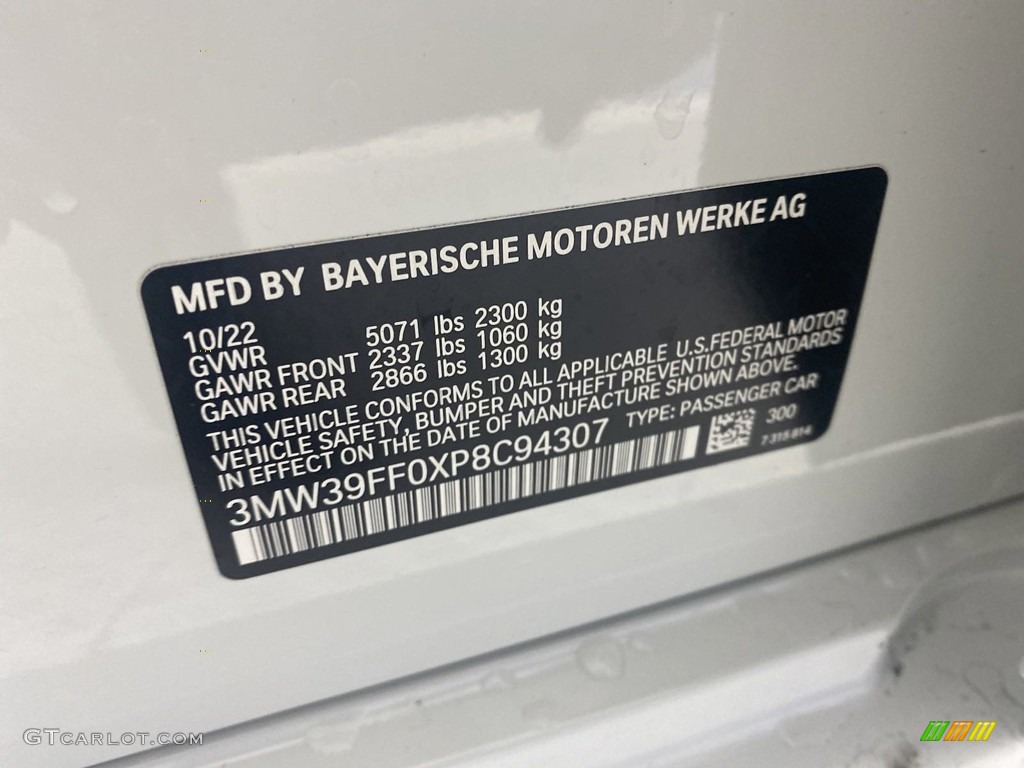 MFD BY BAYERISCHE MOTOREN WERKE AG
10/22
GVWR 5071 lbs 2300 kg
GAWR FRONT 2337 lbs 1060 kg
GAWR REAR 2866 lbs 1300 kg
THIS VEHICLE CONFORMS TO ALL APPLICABLE U.S.FEDERAL MOTOR
VEHICLE SAFETY, BUMPER AND THEFT PREVENTION STANDARDS
IN EFFECT ON THE DATE OF MANUFACTURE SHOWN ABOVE.
3MW39FF0XP8C94307 TYPE: PASSENGER CAR
300
7315814
GTCARLOT.COM